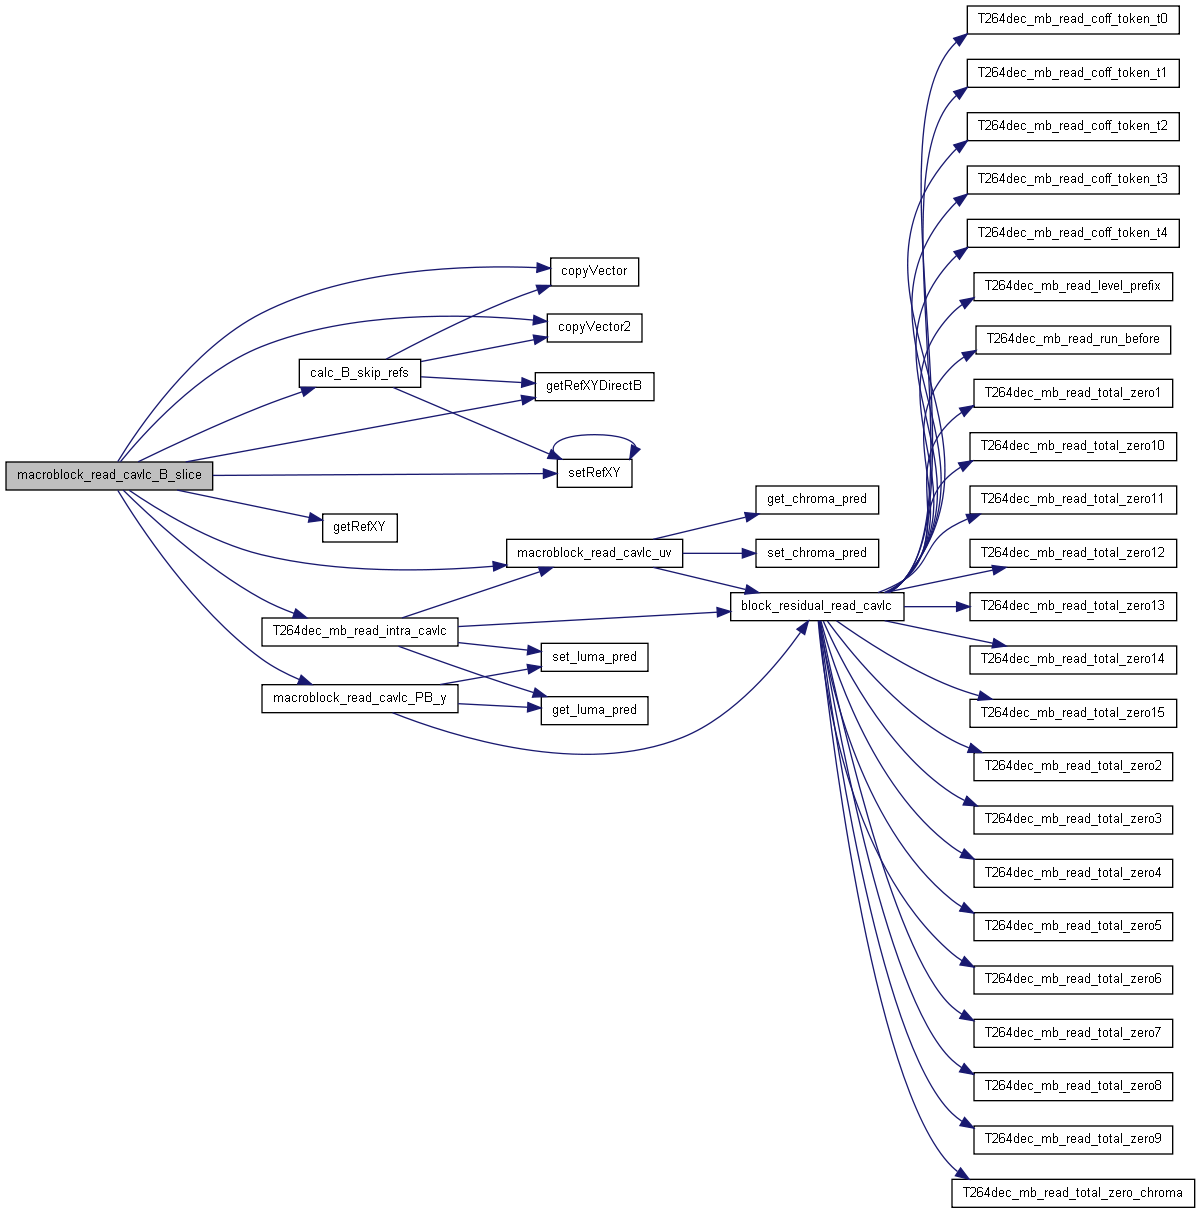 T264dec_mb_read_coff_token_t0
T264dec_mb_read_coff_token_t1
T264dec_mb_read_coff_token_t2
T264dec_mb_read_coff_token_t3
T264dec_mb_read_coff_token_t4
copyVector
T264dec_mb_read_level_prefix
copyVector2
T264dec_mb_read_run_before
calc_B_skip_refs
getRefXYDirectB
T264dec_mb_read_total_zero1
T264dec_mb_read_total_zero10
macroblock_read_cavlc_B_slice
setRefXY
get_chroma_pred
T264dec_mb_read_total_zero11
getRefXY
macroblock_read_cavlc_uv
set_chroma_pred
T264dec_mb_read_total_zero12
block_residual_read_cavlc
T264dec_mb_read_total_zero13
T264dec_mb_read_intra_cavlc
set_luma_pred
T264dec_mb_read_total_zero14
macroblock_read_cavlc_PB_y
get_luma_pred
T264dec_mb_read_total_zero15
T264dec_mb_read_total_zero2
T264dec_mb_read_total_zero3
T264dec_mb_read_total_zero4
T264dec_mb_read_total_zero5
T264dec_mb_read_total_zero6
T264dec_mb_read_total_zero7
T264dec_mb_read_total_zero8
T264dec_mb_read_total_zero9
T264dec_mb_read_total_zero_chroma